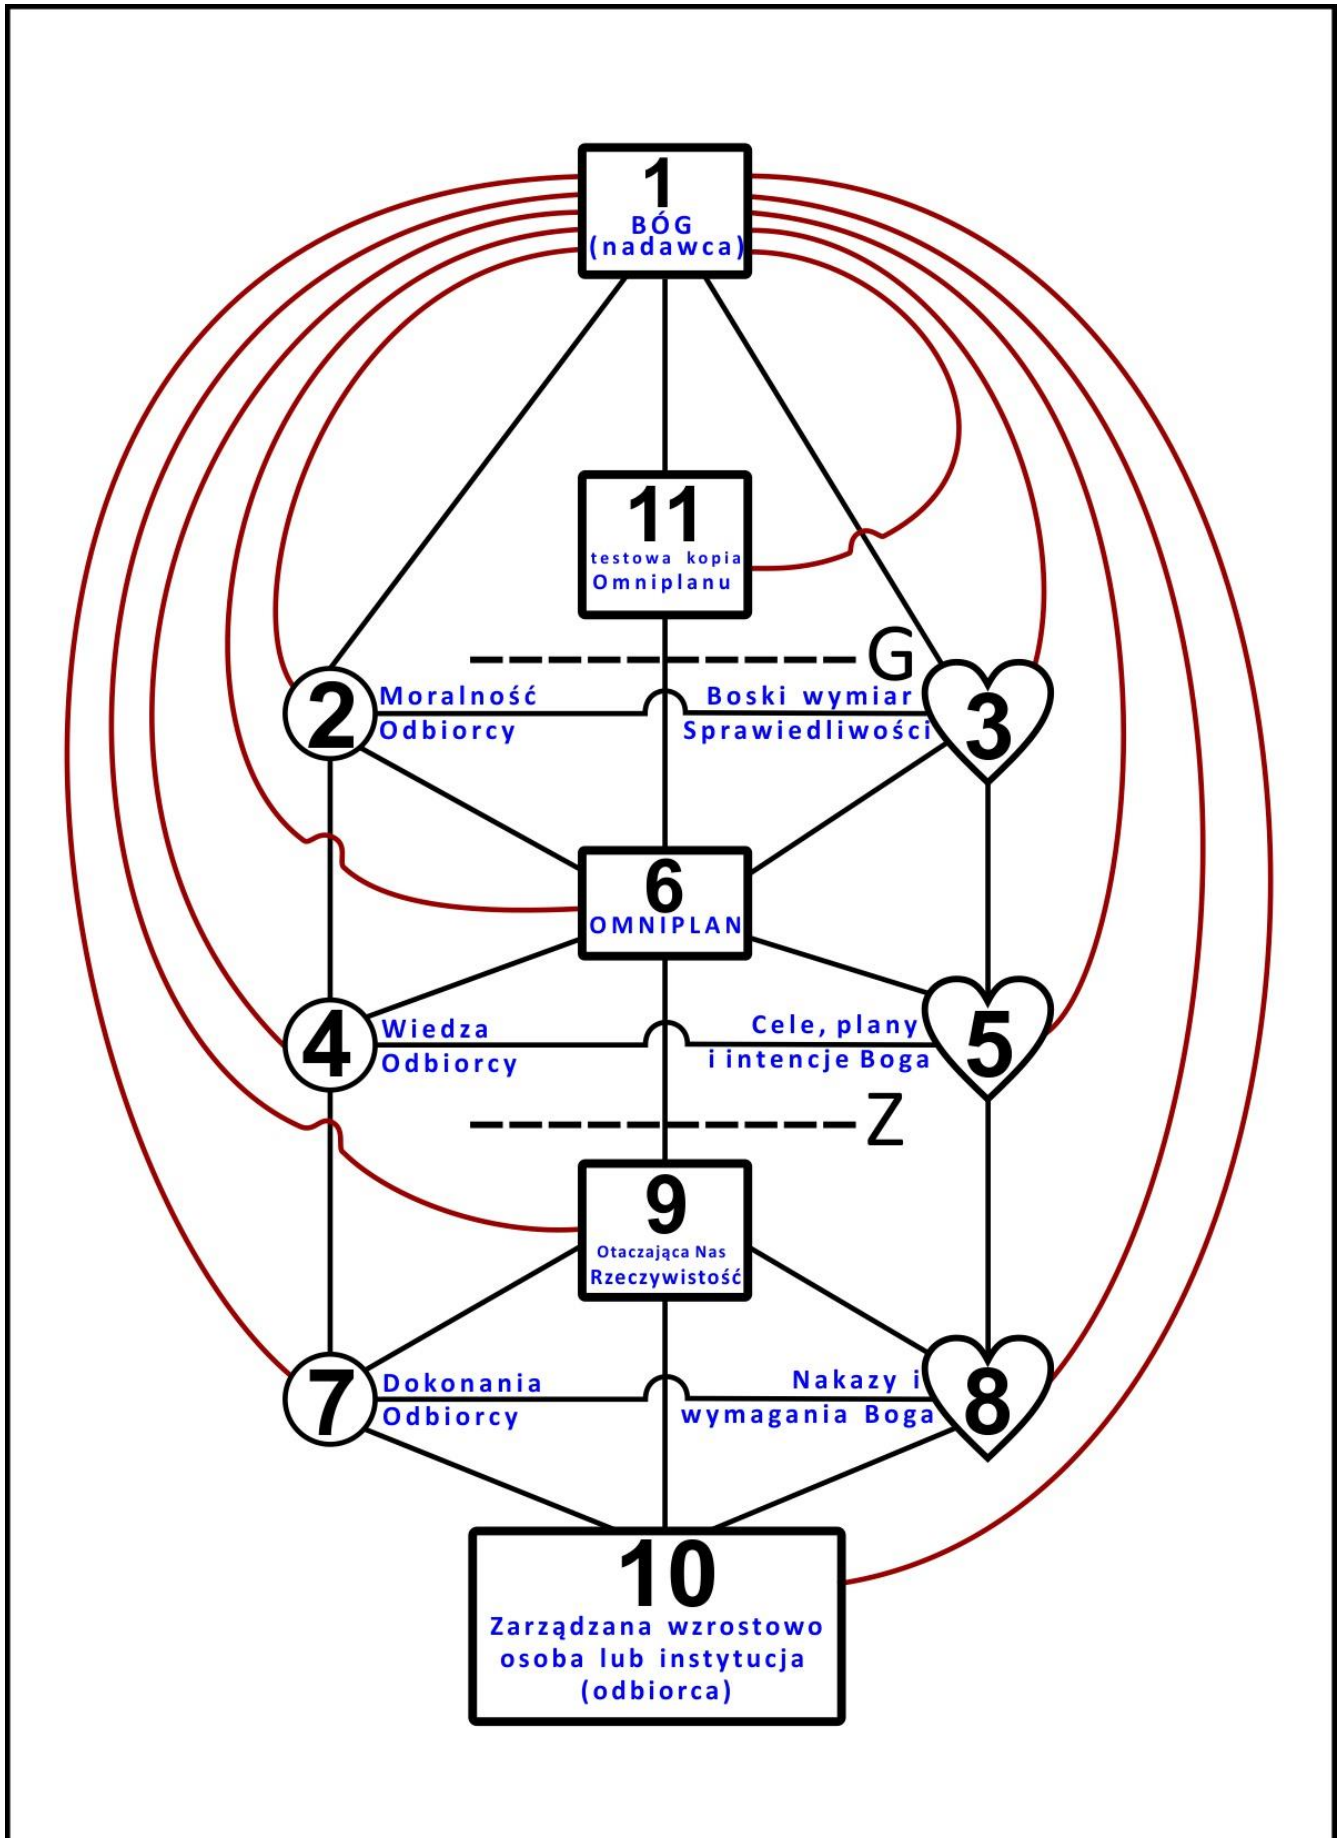 1
BÓG
(nadawca)
11
testowa kopia
Omniplanu
G
2
Moralność
Odbiorcy
Boski wymiar
Sprawiedliwości
3
6
OMNIPLAN
4
Wiedza
Odbiorcy
Cele, plany
i intencje Boga
5
Z
9
Otaczająca Nas
Rzeczywistość
7
Dokonania
Odbiorcy
Nakazy i
wymagania Boga
8
10
Zarządzana wzrostowo
osoba lub instytucja
(odbiorca)